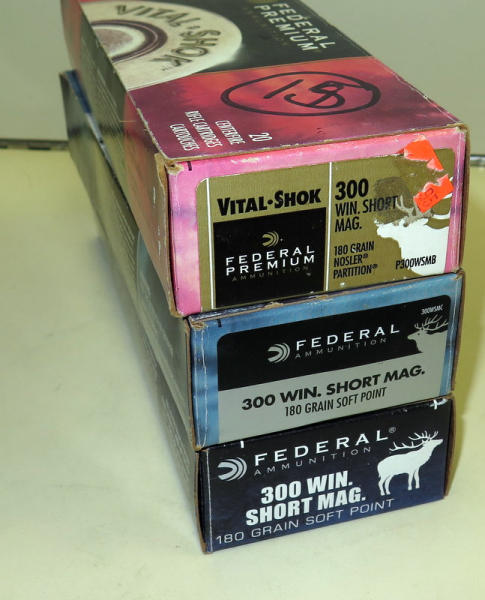 VITAL·SHOK
FEDERAL
PREMIUM
15
20
CENTERFIRE
RIFLE CARTRIDGES
CARTOUCHES
VITAL·SHOK
FEDERAL
PREMIUM
AMMUNITION
300
WIN. SHORT
MAG.
180 GRAIN
NOSLER®
PARTITION®
P300WSMB
300WSMC
FEDERAL
AMMUNITION
300 WIN. SHORT MAG.
180 GRAIN SOFT POINT
FEDERAL®
AMMUNITION
300 WIN.
SHORT MAG.
180 GRAIN SOFT POINT